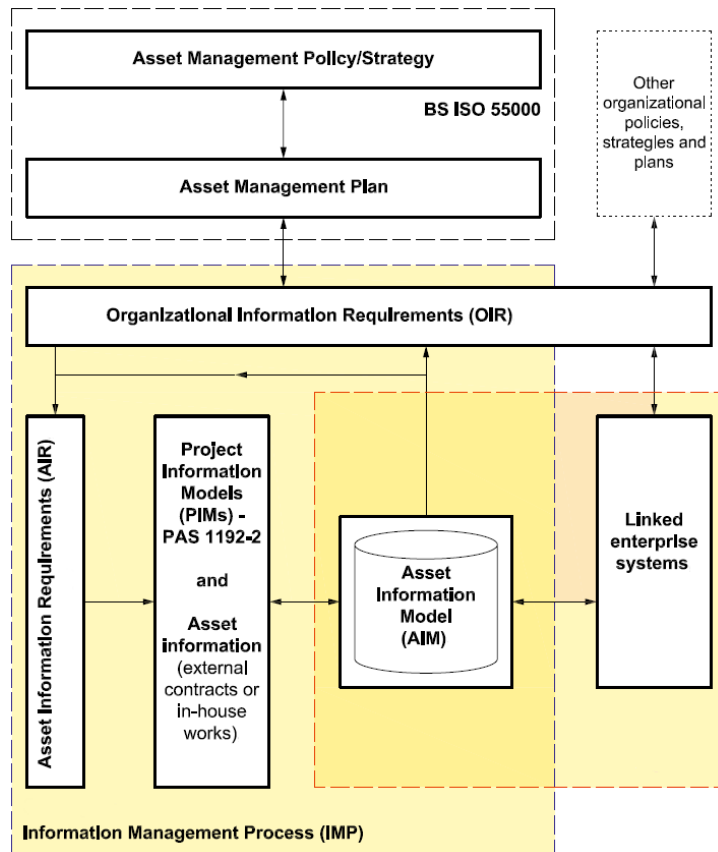 Asset Management Policy/Strategy
BS ISO 55000
Asset Management Plan
Other
organizational
policies,
strategies and
plans
Organizational Information Requirements (OIR)
Asset Information Requirements (AIR)
Project
Information
Models
(PIMs) -
PAS 1192-2
and
Asset
information
(external
contracts or
in-house
works)
Asset
Information
Model
(AIM)
Linked
enterprise
systems
Information Management Process (IMP)